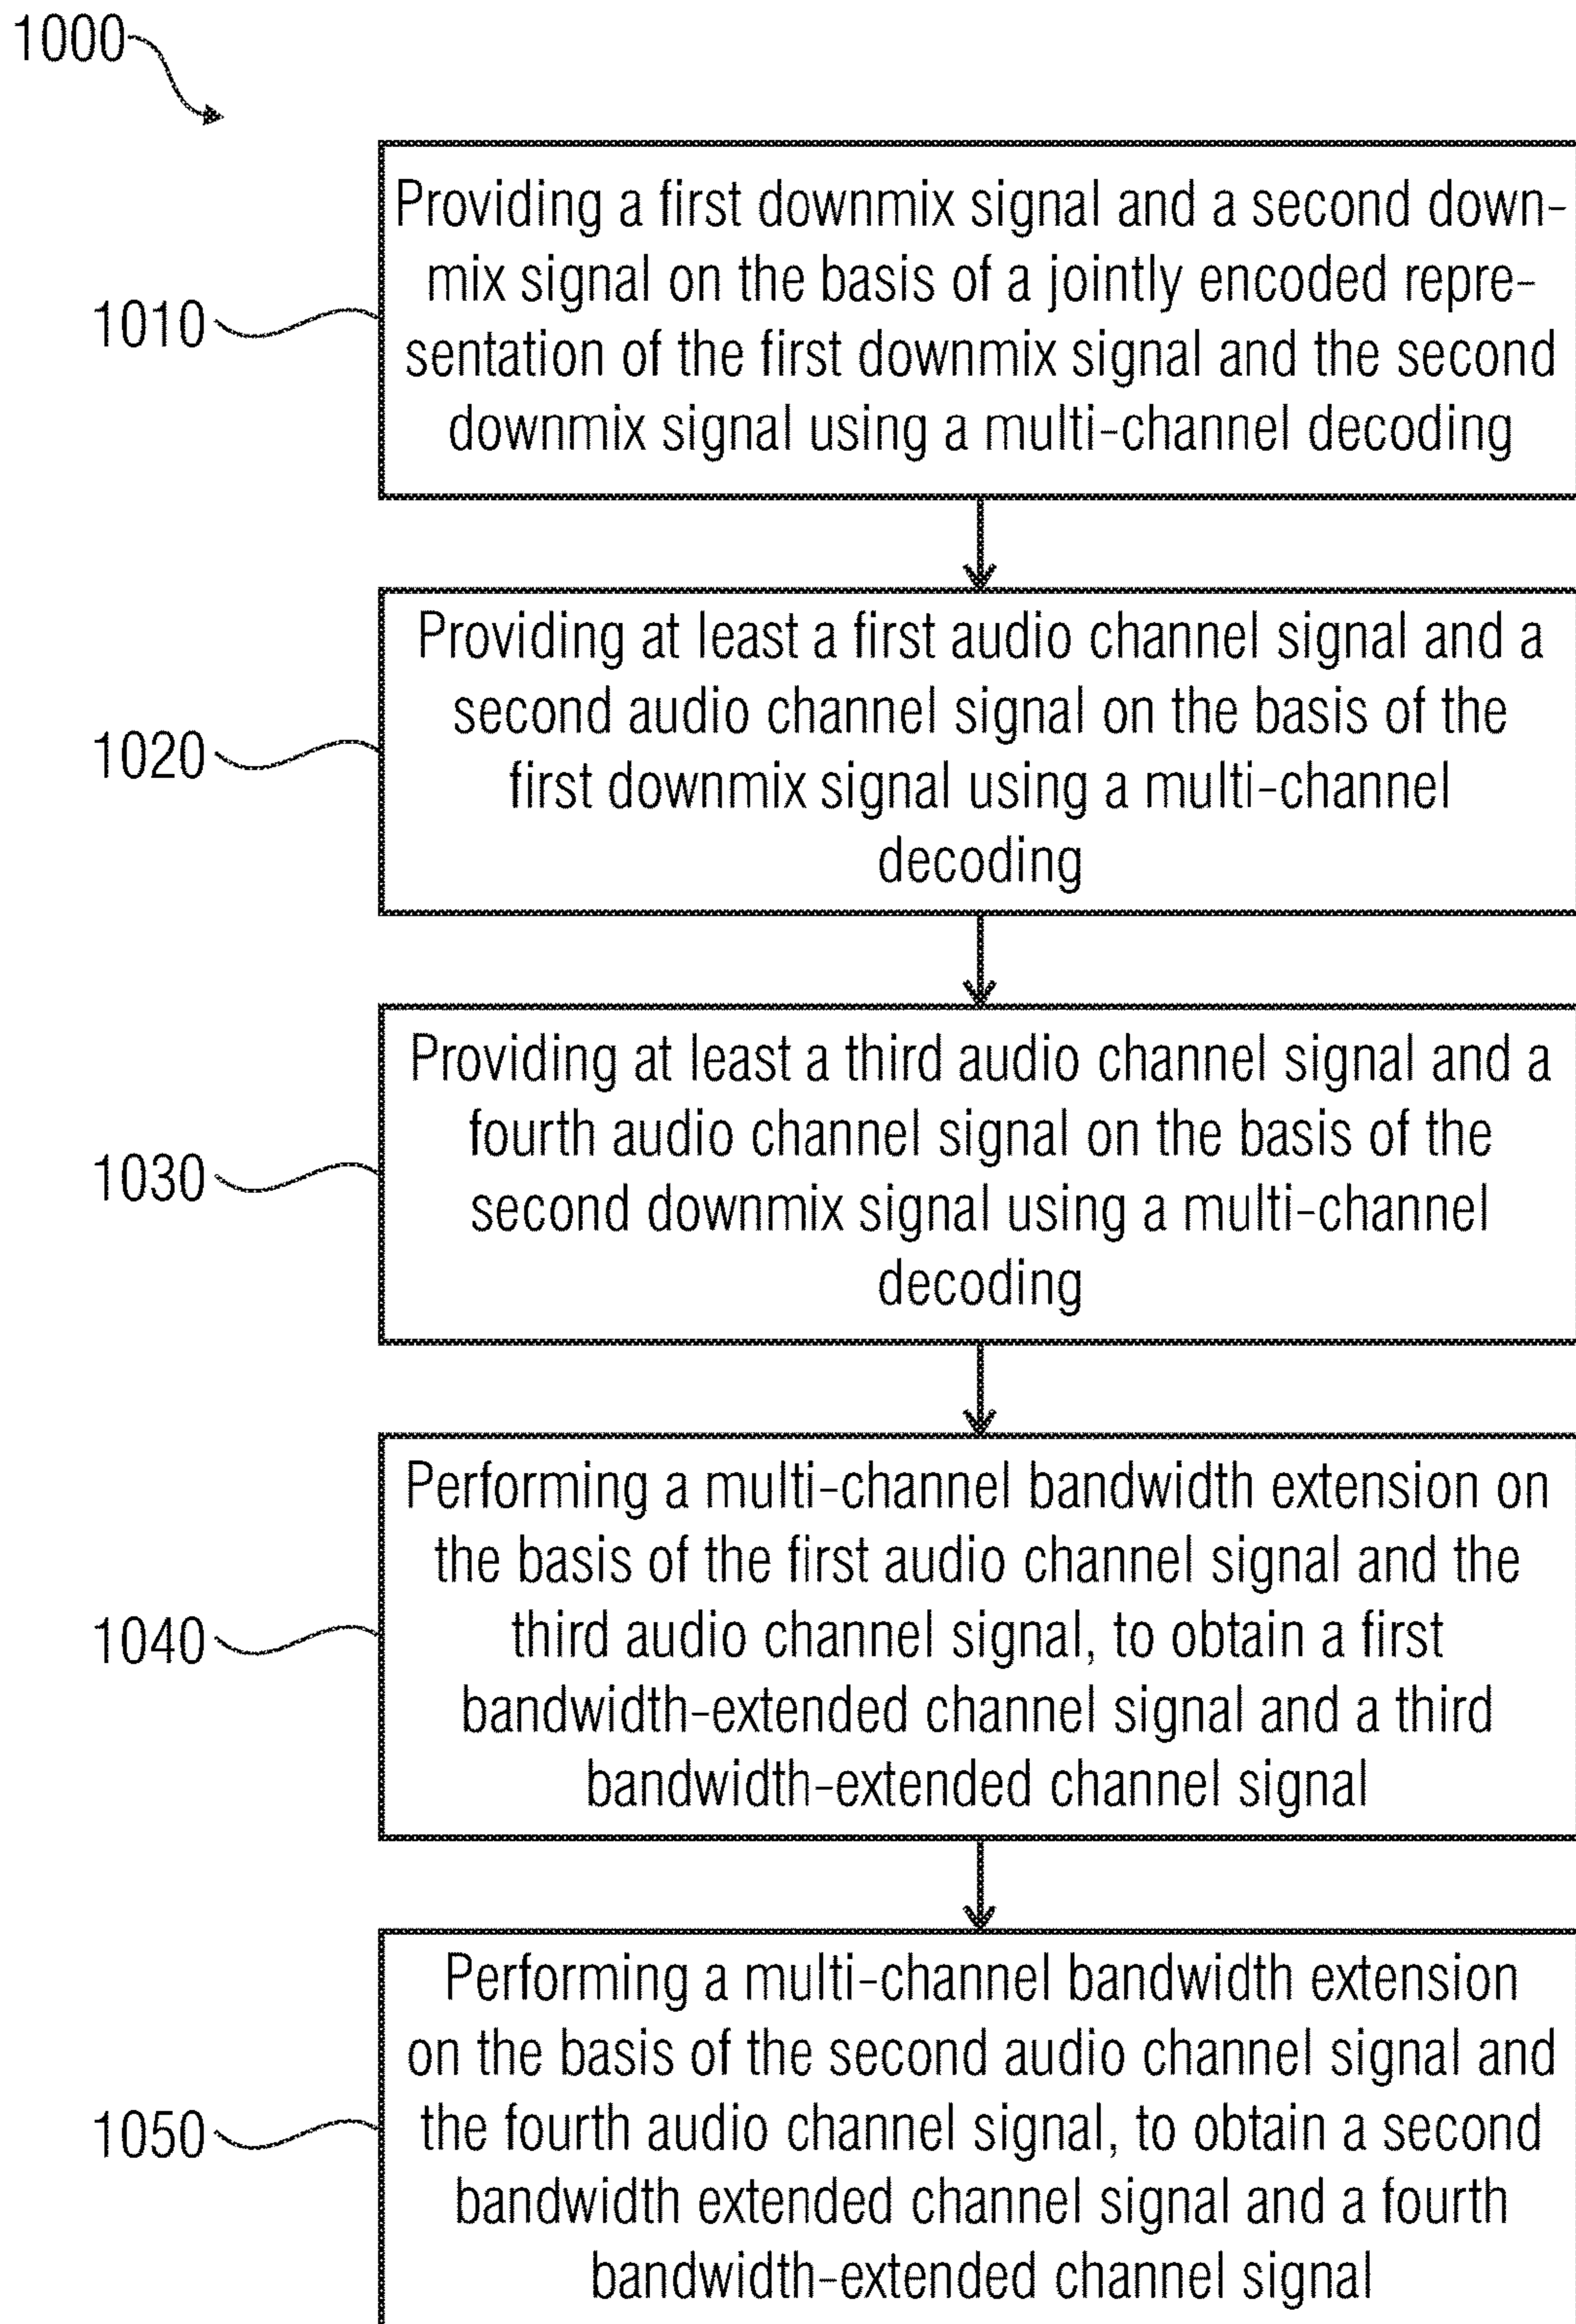 1000
Providing a first downmix signal and a second down-
mix signal on the basis of a jointly encoded repre-
sentation of the first downmix signal and the second
downmix signal using a multi-channel decoding
1010
Providing at least a first audio channel signal and a
second audio channel signal on the basis of the
first downmix signal using a multi-channel
decoding
1020
Providing at least a third audio channel signal and a
fourth audio channel signal on the basis of the
second downmix signal using a multi-channel
decoding
1030
Performing a multi-channel bandwidth extension on
the basis of the first audio channel signal and the
third audio channel signal, to obtain a first
bandwidth-extended channel signal and a third
bandwidth-extended channel signal
1040
Performing a multi-channel bandwidth extension
on the basis of the second audio channel signal and
the fourth audio channel signal, to obtain a second
bandwidth extended channel signal and a fourth
bandwidth-extended channel signal
1050